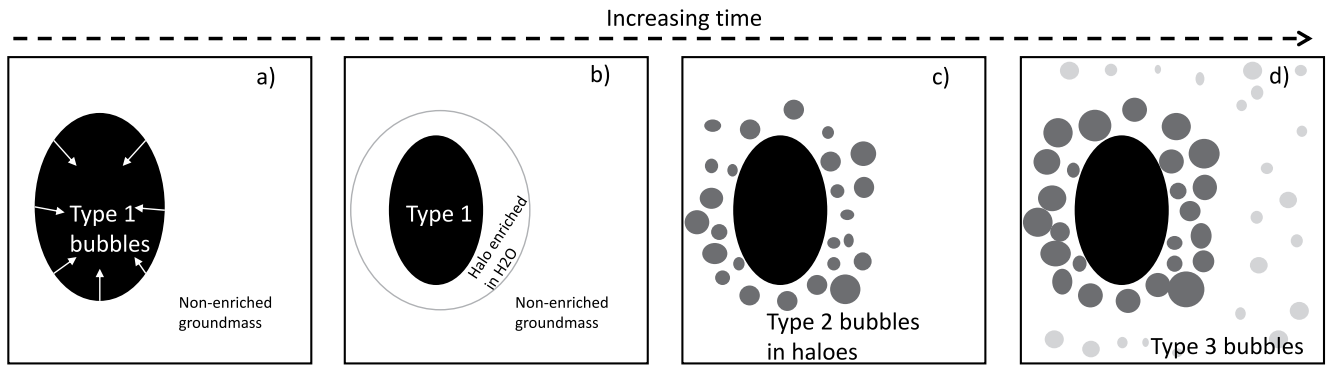 Increasing time
a)
Type 1
bubbles
Non-enriched
groundmass
b)
Type 1
Halo enriched
in H2O
Non-enriched
groundmass
c)
Type 2 bubbles
in haloes
d)
Type 3 bubbles